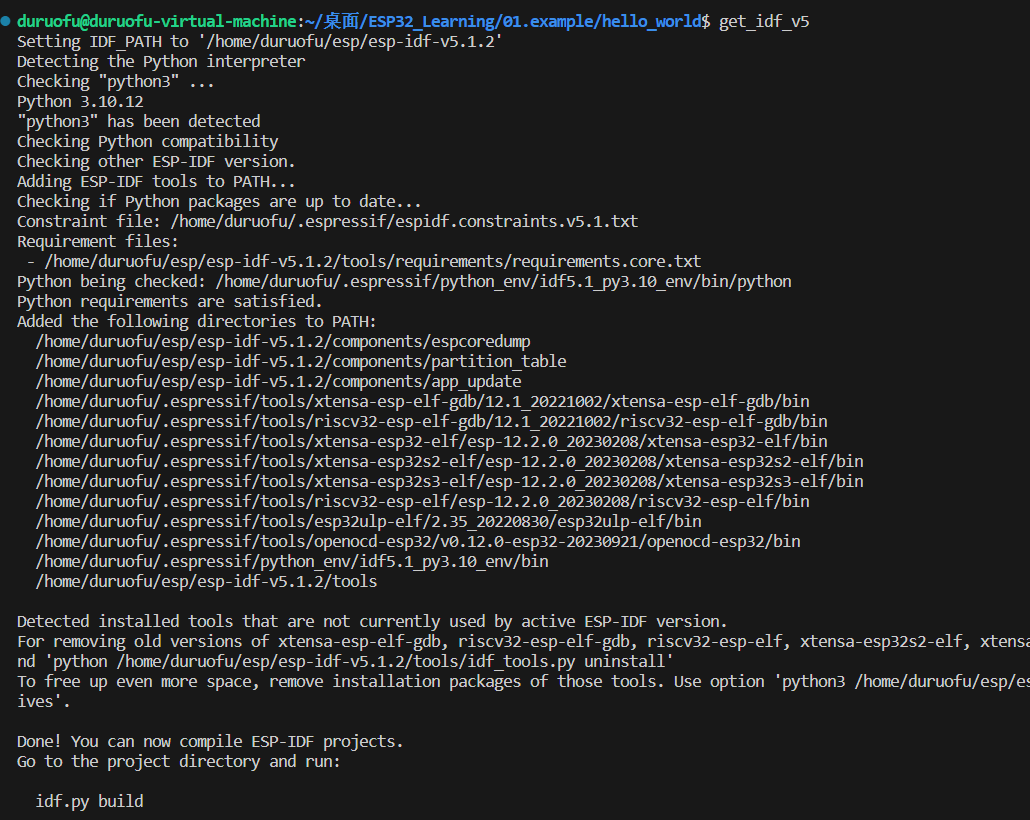 duruofu@duruofu-virtual-machine:~/桌面/ESP32_Learning/01.example/hello_world$ get_idf_v5
Setting IDF_PATH to '/home/duruofu/esp/esp-idf-v5.1.2'
Detecting the Python interpreter
Checking "python3" ...
Python 3.10.12
"python3" has been detected
Checking Python compatibility
Checking other ESP-IDF version.
Adding ESP-IDF tools to PATH...
Checking if Python packages are up to date...
Constraint file: /home/duruofu/.espressif/espidf.constraints.v5.1.txt
Requirement files:
 - /home/duruofu/esp/esp-idf-v5.1.2/tools/requirements/requirements.core.txt
Python being checked: /home/duruofu/.espressif/python_env/idf5.1_py3.10_env/bin/python
Python requirements are satisfied.
Added the following directories to PATH:
  /home/duruofu/esp/esp-idf-v5.1.2/components/espcoredump
  /home/duruofu/esp/esp-idf-v5.1.2/components/partition_table
  /home/duruofu/esp/esp-idf-v5.1.2/components/app_update
  /home/duruofu/.espressif/tools/xtensa-esp-elf-gdb/12.1_20221002/xtensa-esp-elf-gdb/bin
  /home/duruofu/.espressif/tools/riscv32-esp-elf-gdb/12.1_20221002/riscv32-esp-elf-gdb/bin
  /home/duruofu/.espressif/tools/xtensa-esp32-elf/esp-12.2.0_20230208/xtensa-esp32-elf/bin
  /home/duruofu/.espressif/tools/xtensa-esp32s2-elf/esp-12.2.0_20230208/xtensa-esp32s2-elf/bin
  /home/duruofu/.espressif/tools/xtensa-esp32s3-elf/esp-12.2.0_20230208/xtensa-esp32s3-elf/bin
  /home/duruofu/.espressif/tools/riscv32-esp-elf/esp-12.2.0_20230208/riscv32-esp-elf/bin
  /home/duruofu/.espressif/tools/esp32ulp-elf/2.35_20220830/esp32ulp-elf/bin
  /home/duruofu/.espressif/tools/openocd-esp32/v0.12.0-esp32-20230921/openocd-esp32/bin
  /home/duruofu/.espressif/python_env/idf5.1_py3.10_env/bin
  /home/duruofu/esp/esp-idf-v5.1.2/tools

Detected installed tools that are not currently used by active ESP-IDF version.
For removing old versions of xtensa-esp-elf-gdb, riscv32-esp-elf-gdb, riscv32-esp-elf, xtensa-esp32s2-elf, xtensa
nd 'python /home/duruofu/esp/esp-idf-v5.1.2/tools/idf_tools.py uninstall'
To free up even more space, remove installation packages of those tools. Use option 'python3 /home/duruofu/esp/es
ives'.

Done! You can now compile ESP-IDF projects.
Go to the project directory and run:

  idf.py build